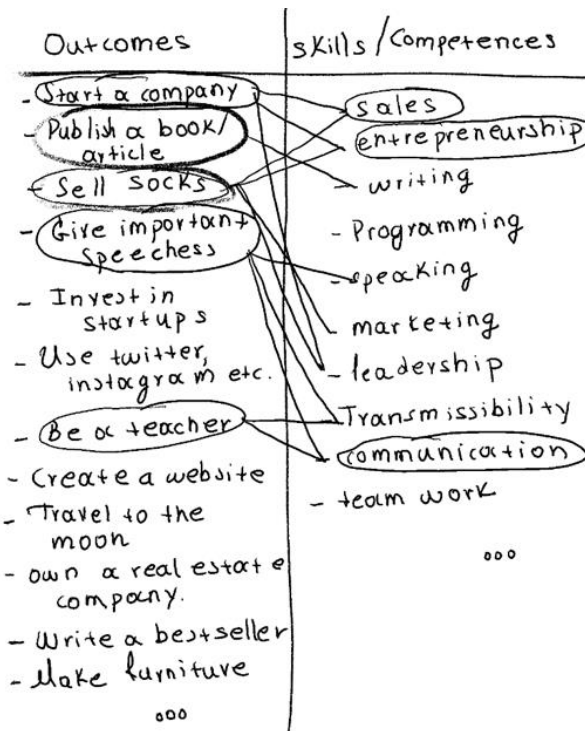 Outcomes
- Start a company
- Publish a book/
article
- Sell socks
- Give important
speechess
- Invest in
startups
- Use twitter,
instagram etc.
- Be a teacher
- Create a website
- Travel to the
moon
- own a real estate
company.
- Write a bestseller
- Make furniture
ooo
Skills/Competences
sales
entrepreneurship
- writing
- Programming
- speaking
- marketing
- leadership
Transmissibility
communication
- team work
ooo